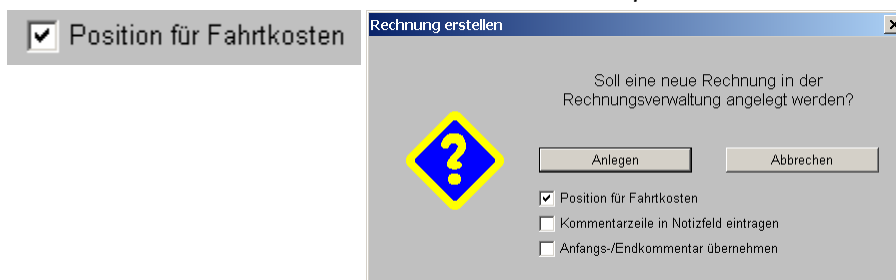 Position für Fahrtkosten
Rechnung erstellen
Soll eine neue Rechnung in der
Rechnungsverwaltung angelegt werden?
Anlegen
Abbrechen
Position für Fahrtkosten
Kommentarzeile in Notizfeld eintragen
Anfangs-/Endkommentar übernehmen